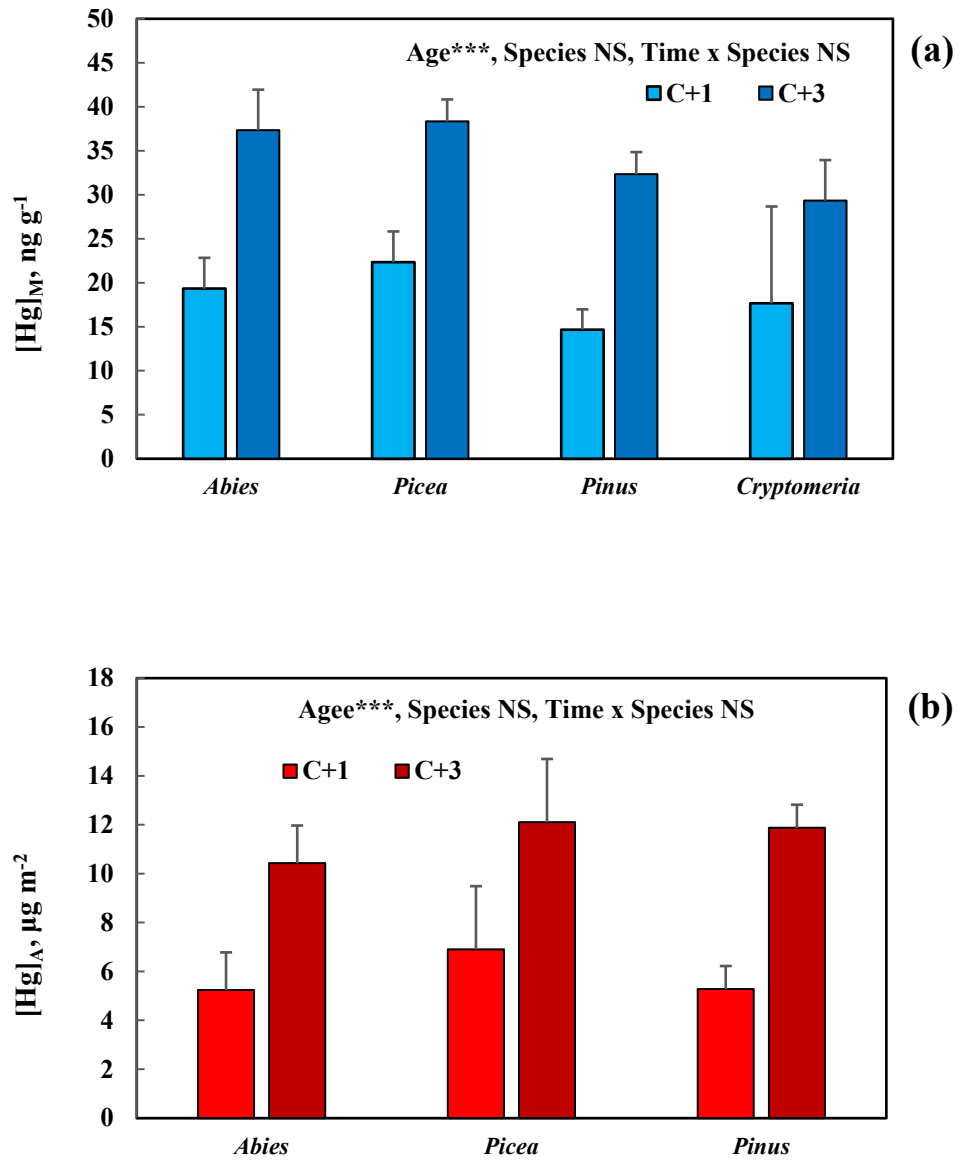 (a)
Age***, Species NS, Time x Species NS
C+1 C+3
[Hg]M, ng g-1
50
45
40
35
30
25
20
15
10
5
0
Abies Picea Pinus Cryptomeria
(b)
Agee***, Species NS, Time x Species NS
C+1 C+3
[Hg]A, µg m-2
18
16
14
12
10
8
6
4
2
0
Abies Picea Pinus